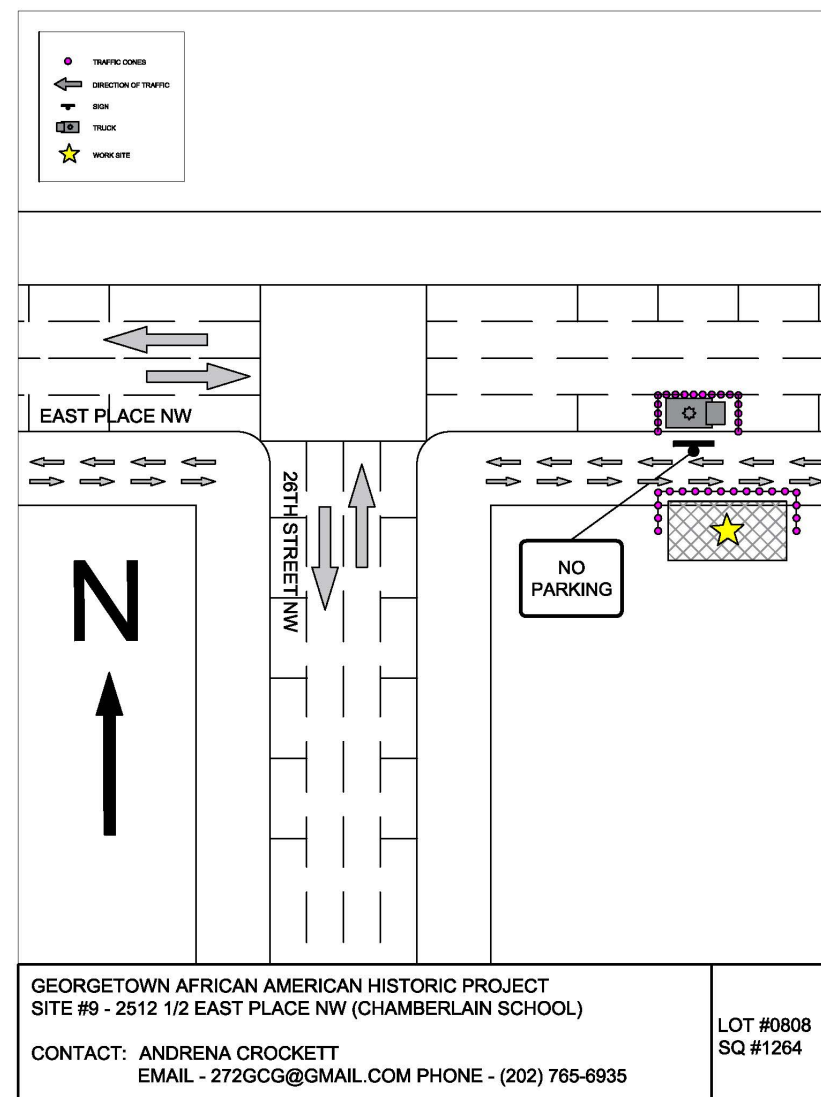 TRAFFIC CONES
DIRECTION OF TRAFFIC
SIGN
TRUCK
WORK SITE
EAST PLACE NW
26TH STREET NW
N
NO
PARKING
GEORGETOWN AFRICAN AMERICAN HISTORIC PROJECT
SITE #9 - 2512 1/2 EAST PLACE NW (CHAMBERLAIN SCHOOL)
CONTACT: ANDRENA CROCKETT
EMAIL - 272GCG@GMAIL.COM PHONE - (202) 765-6935
LOT #0808
SQ #1264